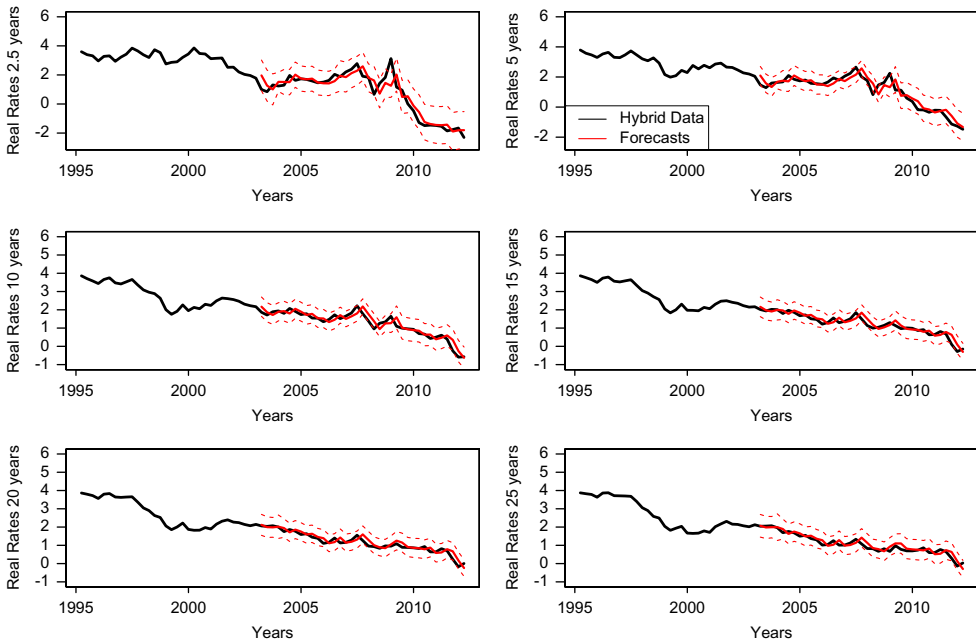 Real Rates 2.5 years
6
4
2
0
-2
1995 2000 2005 2010
Years
Real Rates 5 years
6
4
2
0
-2
Hybrid Data
Forecasts
1995 2000 2005 2010
Years
Real Rates 10 years
6
5
4
3
2
1
0
-1
1995 2000 2005 2010
Years
Real Rates 15 years
6
5
4
3
2
1
0
-1
1995 2000 2005 2010
Years
Real Rates 20 years
6
5
4
3
2
1
0
-1
1995 2000 2005 2010
Years
Real Rates 25 years
6
5
4
3
2
1
0
-1
1995 2000 2005 2010
Years